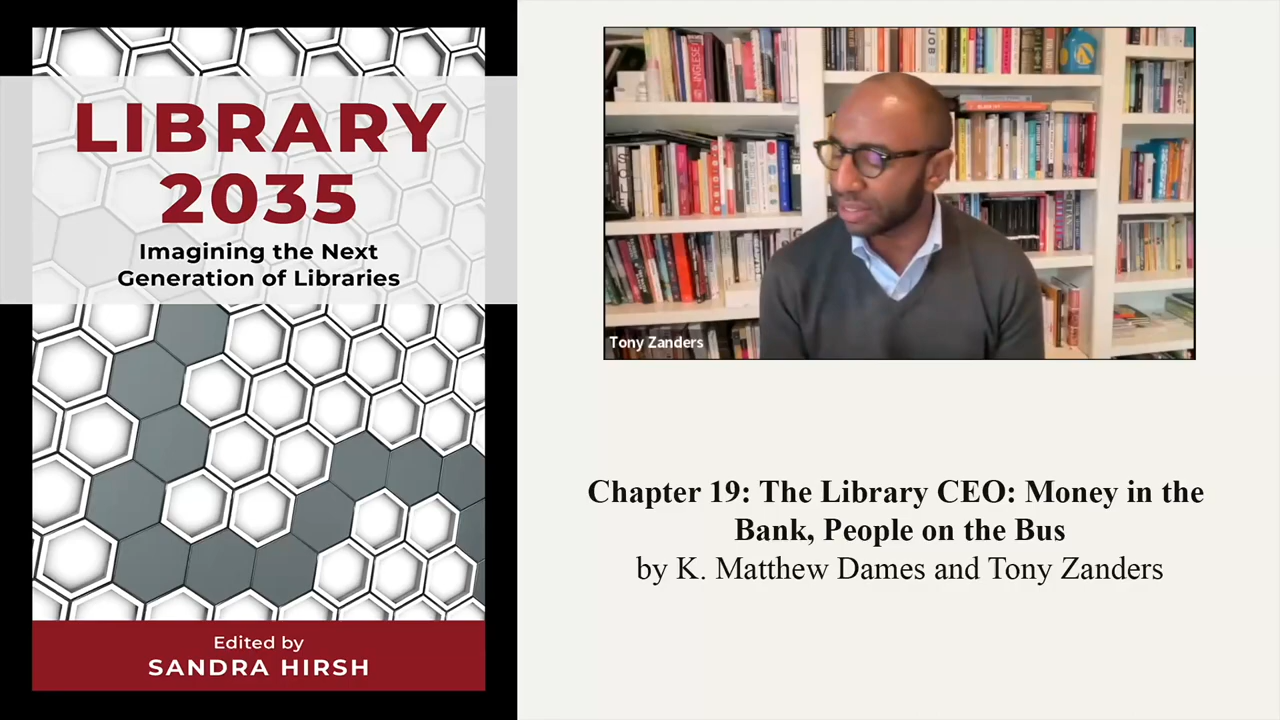 LIBRARY
2035
Imagining the Next
Generation of Libraries
Edited by
SANDRA HIRSH
Tony Zanders
Chapter 19: The Library CEO: Money in the
Bank, People on the Bus
by K. Matthew Dames and Tony Zanders